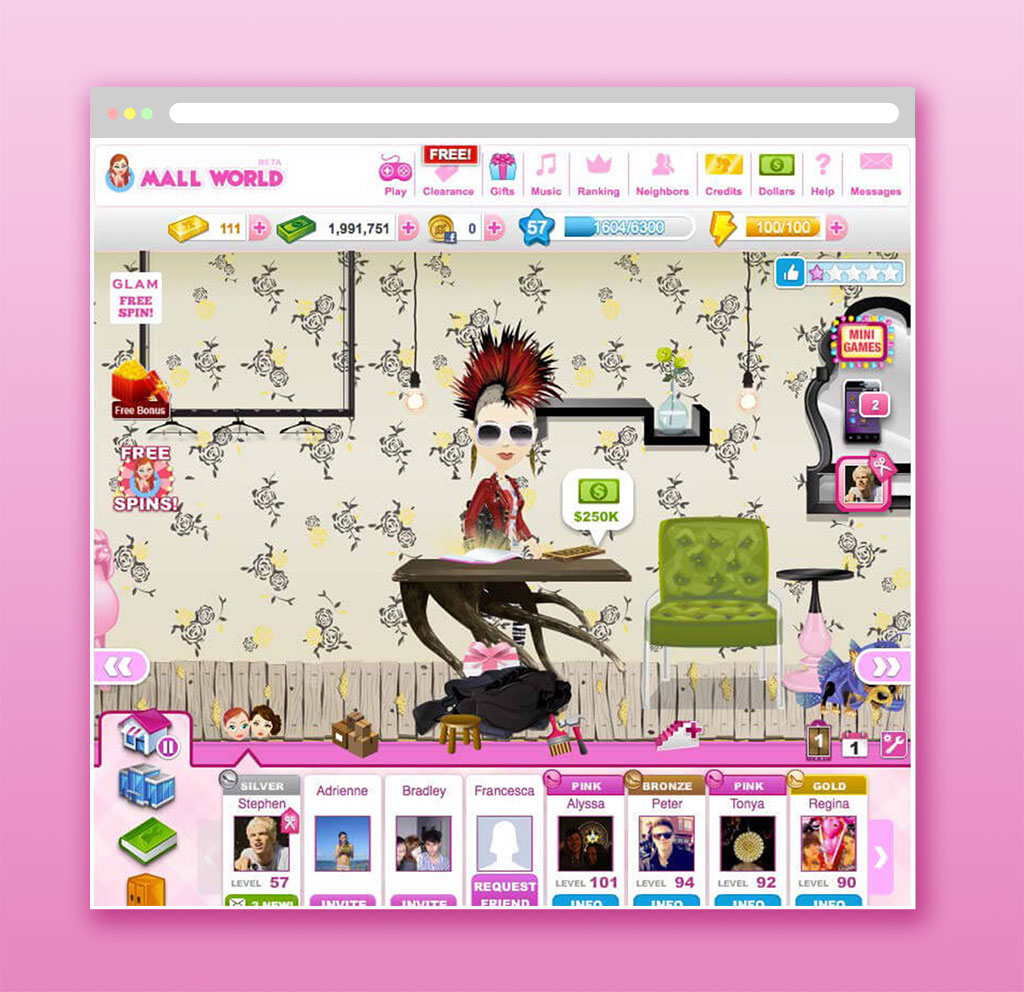 BETA
MALL WORLD
Play
FREE!
Clearance
Gifts
Music
Ranking
Neighbors
Credits
Dollars
Help
Messages
111
1,991,751
0
57
1604/6300
100/100
GLAM
FREE
SPIN!
MINI
GAMES
2
Free Bonus
FREE
SPINS!
$250K
1
1
SILVER
Stephen
LEVEL 57
2 NEW!
Adrienne
INVITE
Bradley
INVITE
Francesca
REQUEST
FRIEND
PINK
Alyssa
LEVEL 101
INFO
BRONZE
Peter
LEVEL 94
INFO
PINK
Tonya
LEVEL 92
INFO
GOLD
Regina
LEVEL 90
INFO